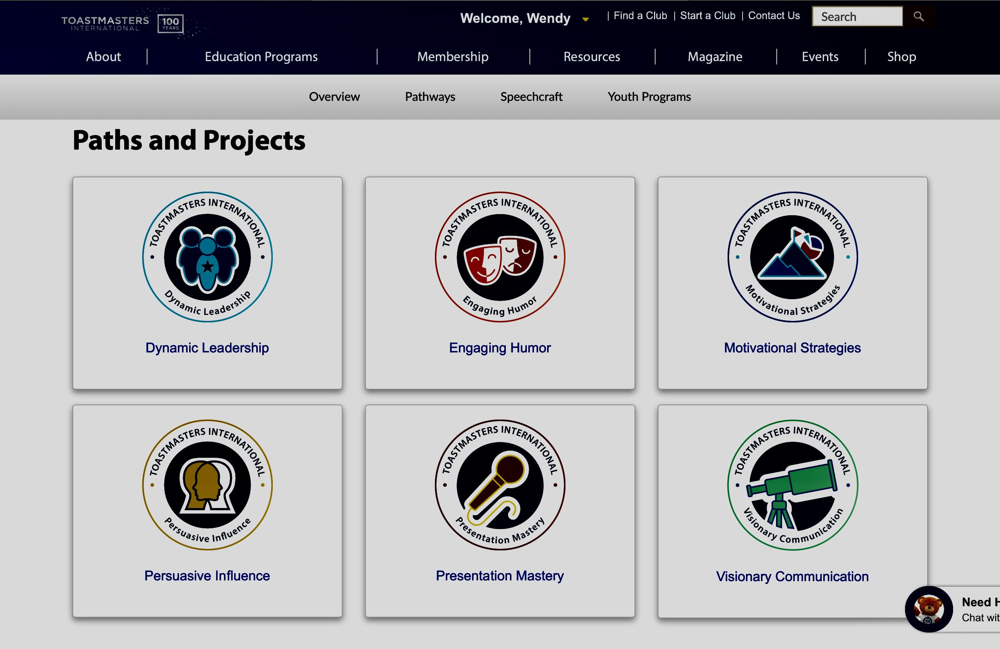 TOASTMASTERS
INTERNATIONAL
100
YEARS
Welcome, Wendy
| Find a Club | Start a Club | Contact Us
Search
About
Education Programs
Membership
Resources
Magazine
Events
Shop
Overview
Pathways
Speechcraft
Youth Programs
Paths and Projects
TOASTMASTERS INTERNATIONAL
Dynamic Leadership
Dynamic Leadership
TOASTMASTERS INTERNATIONAL
Engaging Humor
Engaging Humor
TOASTMASTERS INTERNATIONAL
Motivational Strategies
Motivational Strategies
TOASTMASTERS INTERNATIONAL
Persuasive Influence
Persuasive Influence
TOASTMASTERS INTERNATIONAL
Presentation Mastery
Presentation Mastery
TOASTMASTERS INTERNATIONAL
Visionary Communication
Visionary Communication
100
Need H
Chat wit